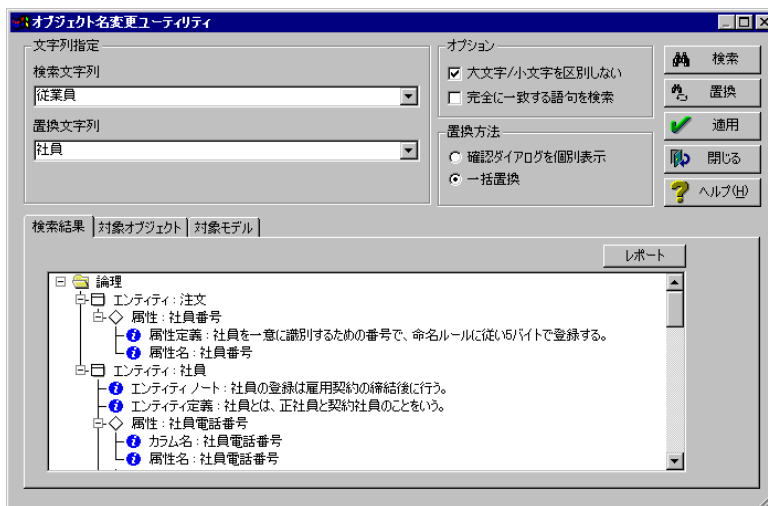 オブジェクト名変更ユーティリティ
文字列指定
検索文字列
従業員
置換文字列
社員
オプション
大文字/小文字を区別しない
完全に一致する語句を検索
置換方法
確認ダイアログを個別表示
一括置換
検索
置換
適用
閉じる
ヘルプ(H)
検索結果
対象オブジェクト
対象モデル
レポート
論理
エンティティ:注文
属性:社員番号
属性定義:社員を一意に識別するための番号で、命名ルールに従い5バイトで登録する。
属性名:社員番号
エンティティ:社員
エンティティノート:社員の登録は雇用契約の締結後に行う。
エンティティ定義:社員とは、正社員と契約社員のことをいう。
属性:社員電話番号
カラム名:社員電話番号
属性名:社員電話番号